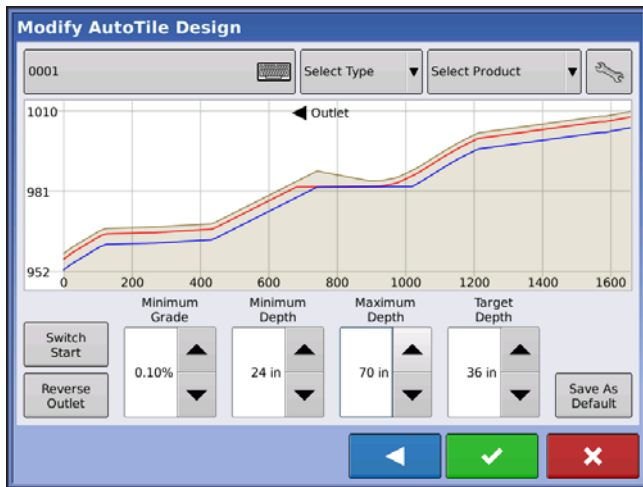 Modify AutoTile Design
0001
Select Type
Select Product
Outlet
1010
981
952
0 200 400 600 800 1000 1200 1400 1600
Minimum
Grade
Minimum
Depth
Maximum
Depth
Target
Depth
Switch
Start
Reverse
Outlet
0.10%
24 in
70 in
36 in
Save As
Default